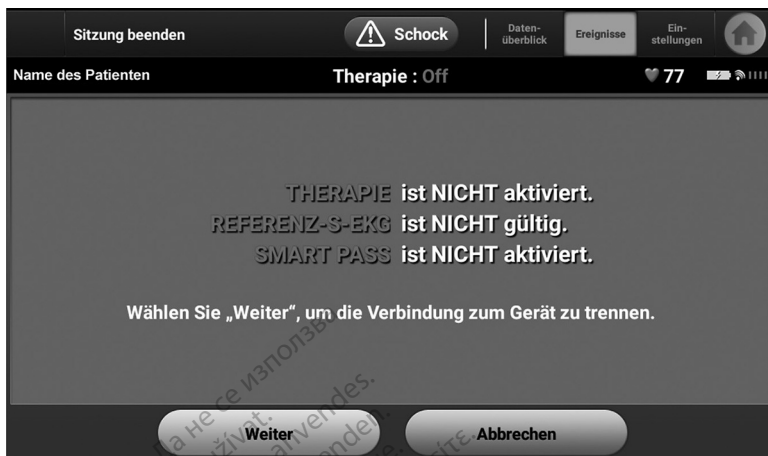 Sitzung beenden
Schock
Daten-
überblick
Ereignisse
Ein-
stellungen
Name des Patienten
Therapie : Off
77
THERAPIE ist NICHT aktiviert.
REFERENZ-S-EKG ist NICHT gültig.
SMART PASS ist NICHT aktiviert.
Wählen Sie „Weiter“, um die Verbindung zum Gerät zu trennen.
Weiter
Abbrechen